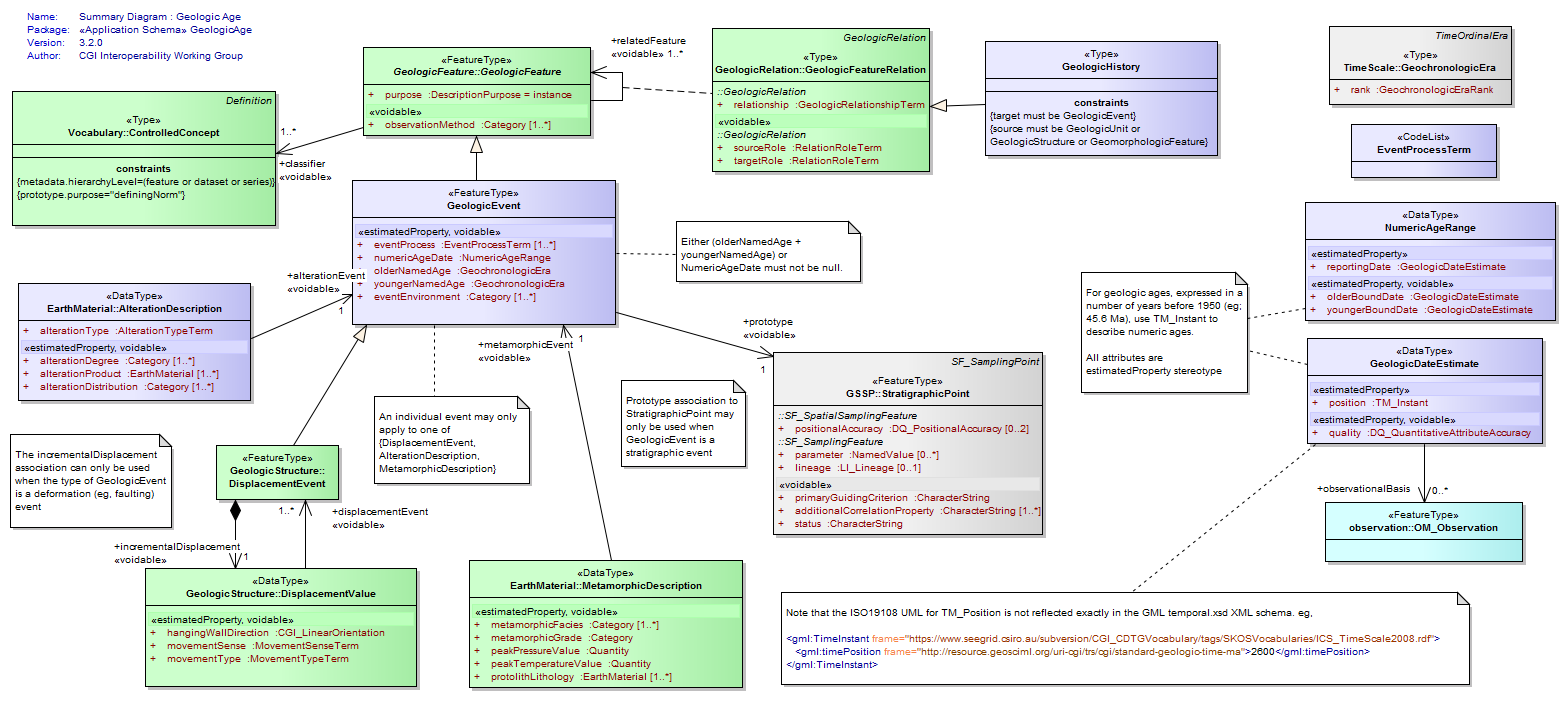 Name: Summary Diagram : Geologic Age
Package: «Application Schema» GeologicAge
Version: 3.2.0
Author: CGI Interoperability Working Group
Definition
«Type»
Vocabulary::ControlledConcept
constraints
{metadata.hierarchyLevel=(feature or dataset or series)}
{prototype.purpose="definingNorm"}
1..*
+classifier
«voidable»
«FeatureType»
GeologicFeature::GeologicFeature
+ purpose :DescriptionPurpose = instance
«voidable»
+ observationMethod :Category [1..*]
+relatedFeature
«voidable» 1..*
GeologicRelation
«Type»
GeologicRelation::GeologicFeatureRelation
::GeologicRelation
+ relationship :GeologicRelationshipTerm
«voidable»
::GeologicRelation
+ sourceRole :RelationRoleTerm
+ targetRole :RelationRoleTerm
«Type»
GeologicHistory
constraints
{target must be GeologicEvent}
{source must be GeologicUnit or
GeologicStructure or GeomorphologicFeature}
TimeOrdinalEra
«Type»
TimeScale::GeochronologicEra
+ rank :GeochronologicEraRank
«CodeList»
EventProcessTerm
«FeatureType»
GeologicEvent
«estimatedProperty, voidable»
+ eventProcess :EventProcessTerm [1..*]
+ numericAgeDate :NumericAgeRange
+ olderNamedAge :GeochronologicEra
+ youngerNamedAge :GeochronologicEra
+ eventEnvironment :Category [1..*]
Either (olderNamedAge +
youngerNamedAge) or
NumericAgeDate must not be null.
«DataType»
NumericAgeRange
«estimatedProperty»
+ reportingDate :GeologicDateEstimate
«estimatedProperty, voidable»
+ olderBoundDate :GeologicDateEstimate
+ youngerBoundDate :GeologicDateEstimate
For geologic ages, expressed in a
number of years before 1950 (eg;
45.6 Ma), use TM_Instant to
describe numeric ages.
All attributes are
estimatedProperty stereotype
+alterationEvent
«voidable»
1
«DataType»
EarthMaterial::AlterationDescription
+ alterationType :AlterationTypeTerm
«estimatedProperty, voidable»
+ alterationDegree :Category [1..*]
+ alterationProduct :EarthMaterial [1..*]
+ alterationDistribution :Category [1..*]
+metamorphicEvent
«voidable»
1
+prototype
«voidable»
1
SF_SamplingPoint
«FeatureType»
GSSP::StratigraphicPoint
::SF_SpatialSamplingFeature
+ positionalAccuracy :DQ_PositionalAccuracy [0..2]
::SF_SamplingFeature
+ parameter :NamedValue [0..*]
+ lineage :LI_Lineage [0..1]
«voidable»
+ primaryGuidingCriterion :CharacterString
+ additionalCorrelationProperty :CharacterString [1..*]
+ status :CharacterString
«DataType»
GeologicDateEstimate
«estimatedProperty»
+ position :TM_Instant
«estimatedProperty, voidable»
+ quality :DQ_QuantitativeAttributeAccuracy
An individual event may only
apply to one of
{DisplacementEvent,
AlterationDescription,
MetamorphicDescription}
Prototype association to
StratigraphicPoint may
only be used when
GeologicEvent is a
stratigraphic event
The incrementalDisplacement
association can only be used
when the type of GeologicEvent
is a deformation (eg, faulting)
event
«FeatureType»
GeologicStructure::
DisplacementEvent
1..*
+displacementEvent
«voidable»
+incrementalDisplacement
«voidable»
1
+observationalBasis
0..*
«FeatureType»
observation::OM_Observation
«DataType»
GeologicStructure::DisplacementValue
«estimatedProperty, voidable»
+ hangingWallDirection :CGI_LinearOrientation
+ movementSense :MovementSenseTerm
+ movementType :MovementTypeTerm
«DataType»
EarthMaterial::MetamorphicDescription
«estimatedProperty, voidable»
+ metamorphicFacies :Category [1..*]
+ metamorphicGrade :Category
+ peakPressureValue :Quantity
+ peakTemperatureValue :Quantity
+ protolithLithology :EarthMaterial [1..*]
Note that the ISO19108 UML for TM_Position is not reflected exactly in the GML temporal.xsd XML schema. eg,
<gml:TimeInstant frame="https://www.seegrid.csiro.au/subversion/CGI_CDTGVocabulary/tags/SKOSVocabularies/ICS_TimeScale2008.rdf">
<gml:timePosition frame="http://resource.geosciml.org/uri-cgi/trs/cgi/standard-geologic-time-ma">2600</gml:timePosition>
</gml:TimeInstant>